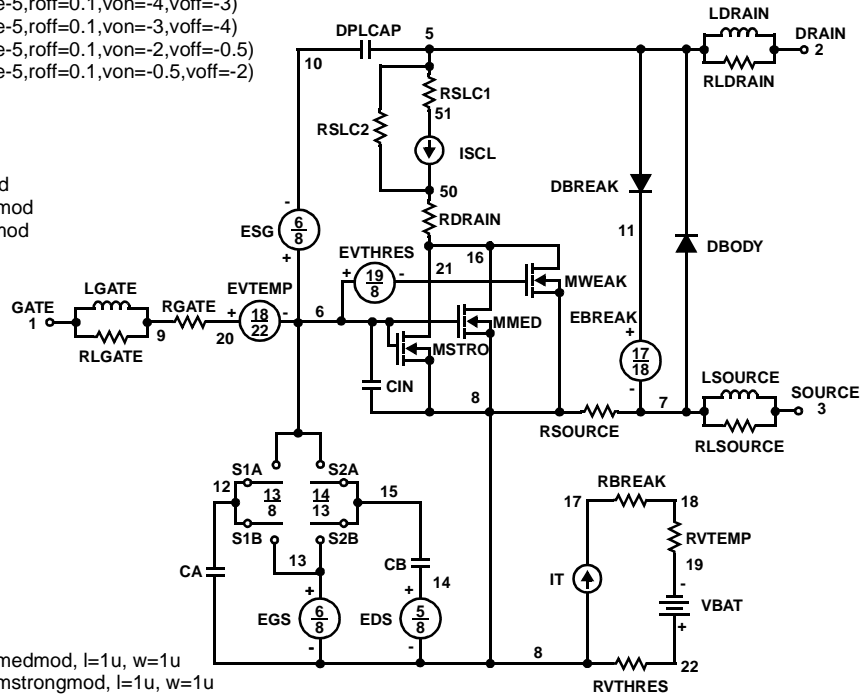 e-5,roff=0.1,von=-4,voff=-3)
e-5,roff=0.1,von=-3,voff=-4)
e-5,roff=0.1,von=-2,voff=-0.5)
e-5,roff=0.1,von=-0.5,voff=-2)
d
mod
mod
medmod, l=1u, w=1u
mstrongmod, l=1u, w=1u
LDRAIN
DPLCAP 5 DRAIN
10 2
RLDRAIN
RSLC1
51
RSLC2
ISCL
50
DBREAK
RDRAIN
-
6
ESG 8
+
11
DBODY
EVTHRES 16
+ 19 - 21
8
MWEAK
LGATE EVTEMP
GATE RGATE + 18 - 6
1 22
9 20
RLGATE
MMED
EBREAK +
MSTRO
17
18
-
CIN
8 7
LSOURCE
SOURCE
3
RSOURCE
RLSOURCE
S1A S2A
12 13 14 15
8 13
S1B S2B
RBREAK
17 18
RVTEMP
13 CB
CA 14
IT 19
-
VBAT
+
+ +
EGS 6 EDS 5
8 8
- -
8 22
RVTHRES